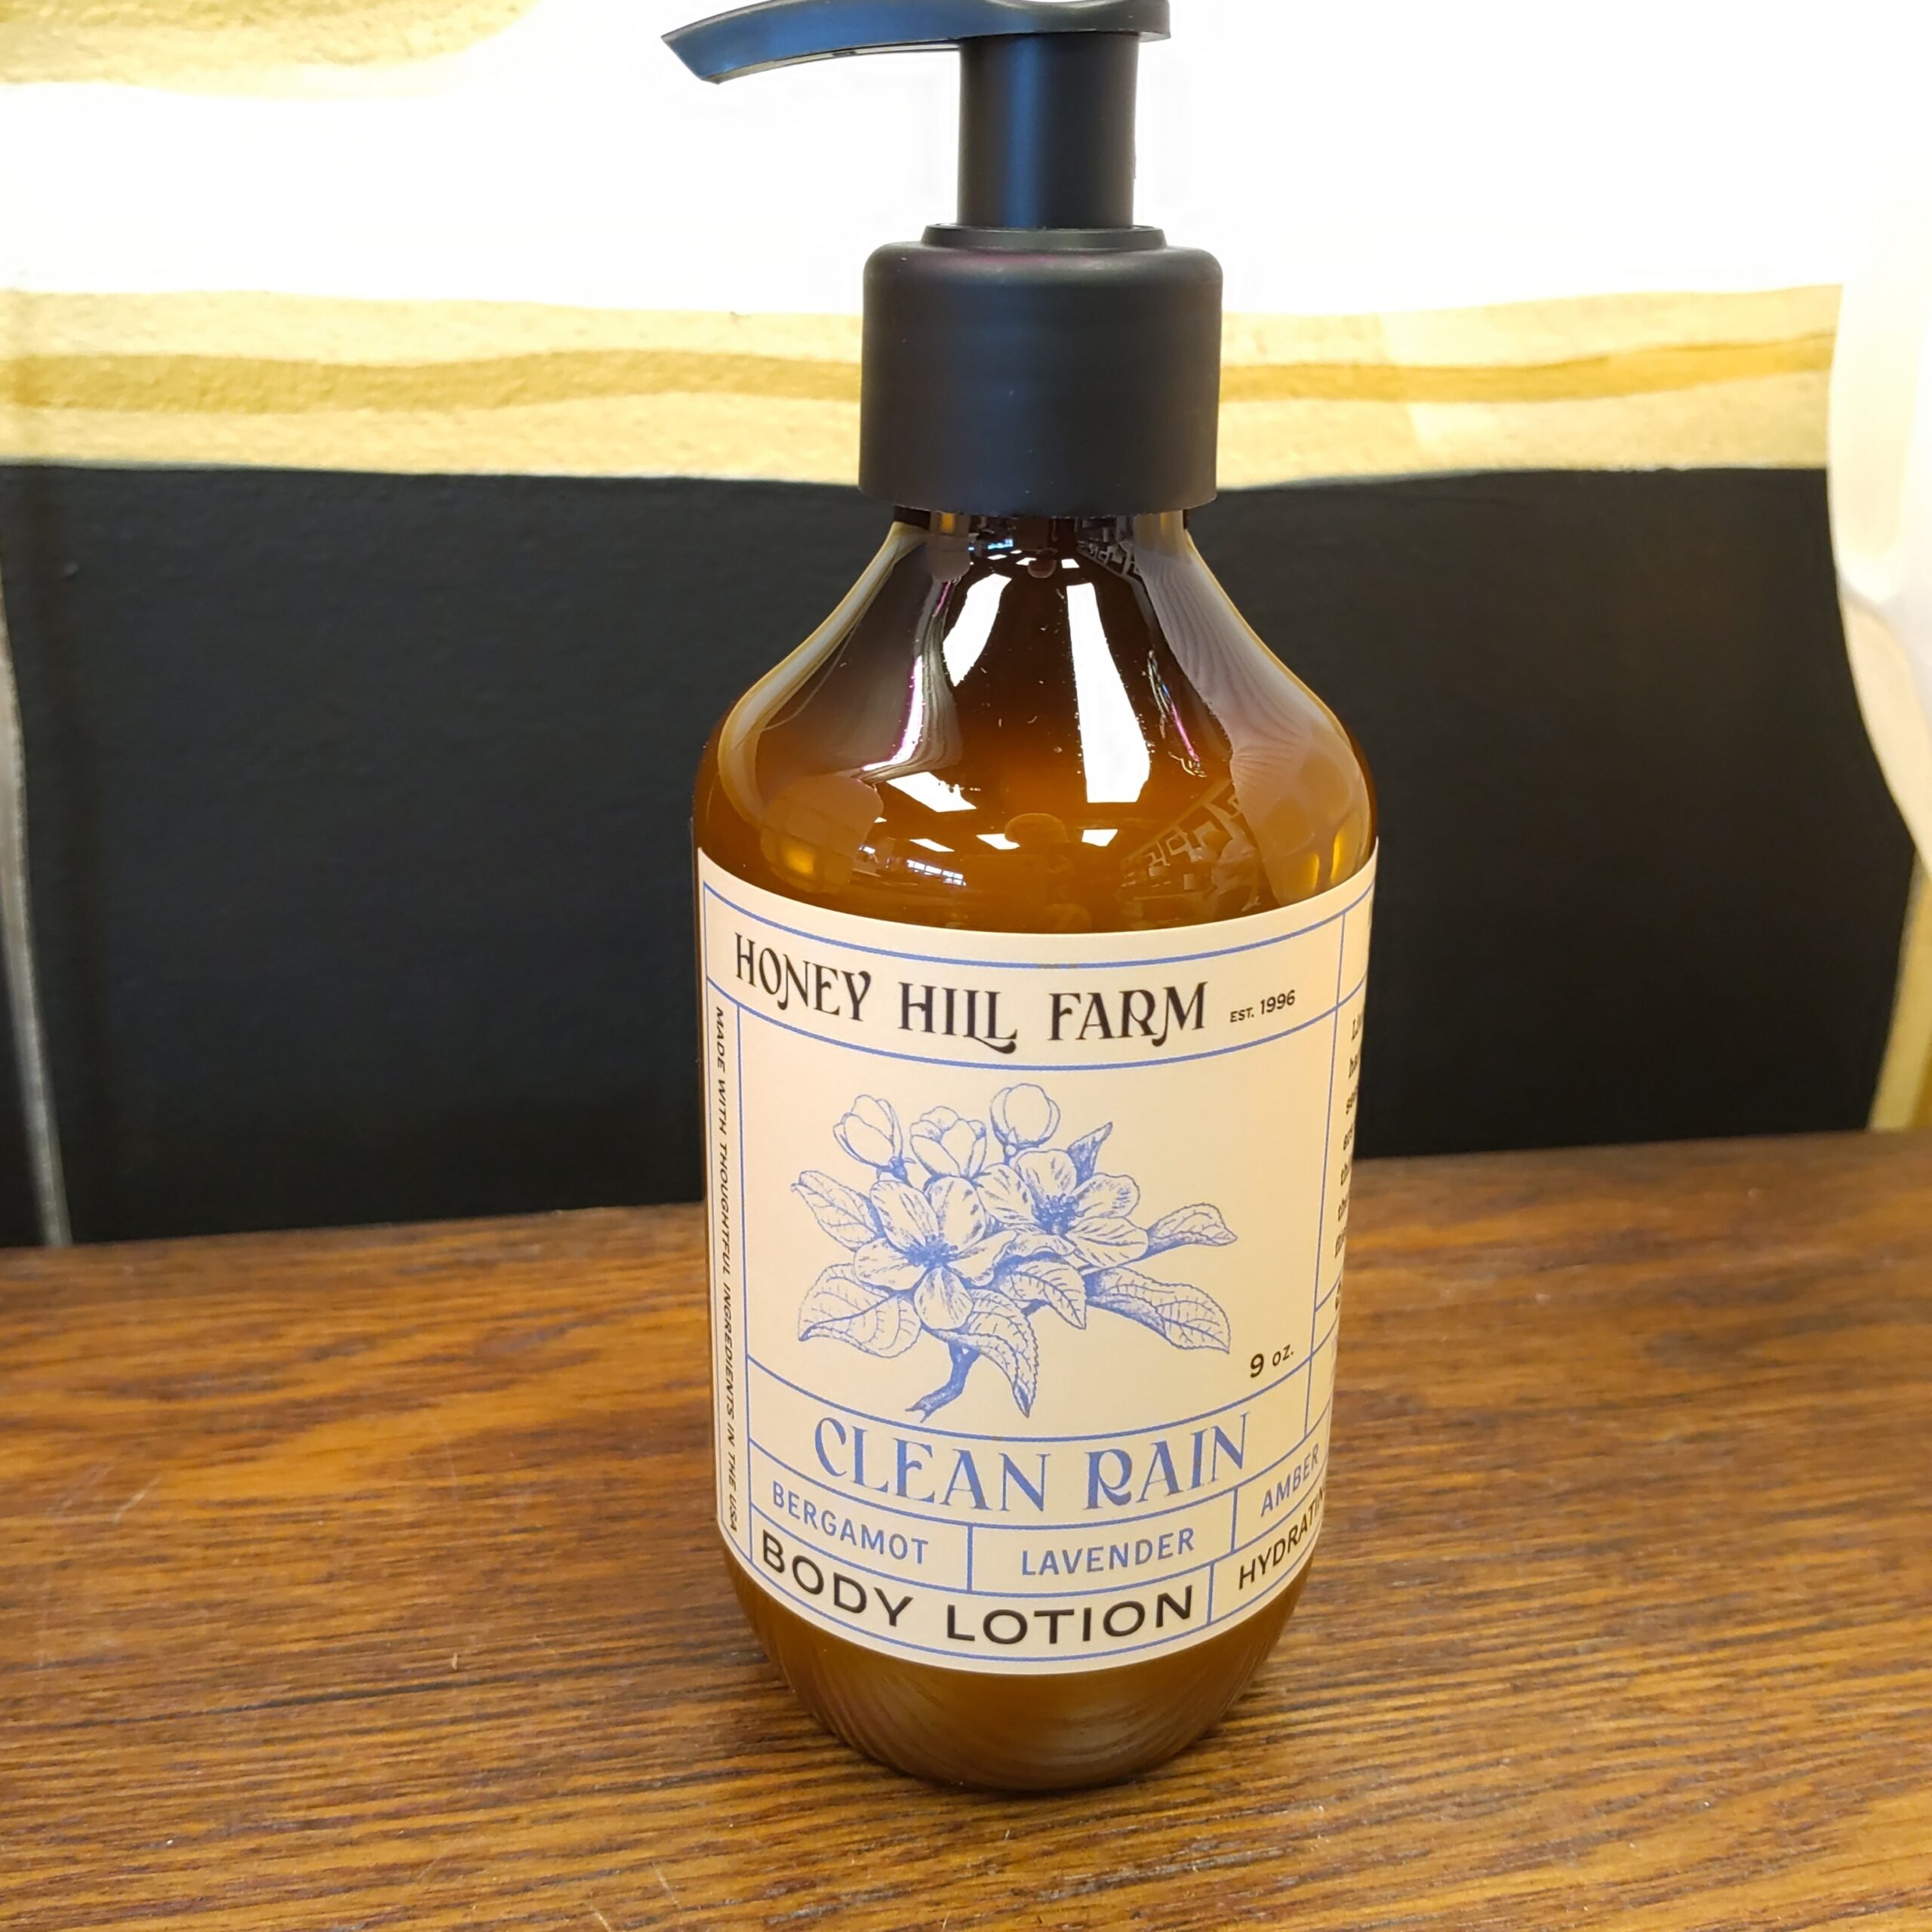 HONEY HILL FARM EST. 1996
MADE WITH THOUGHTFUL INGREDIENTS IN THE USA
9 OZ.
CLEAN RAIN
BERGAMOT LAVENDER AMBER
BODY LOTION